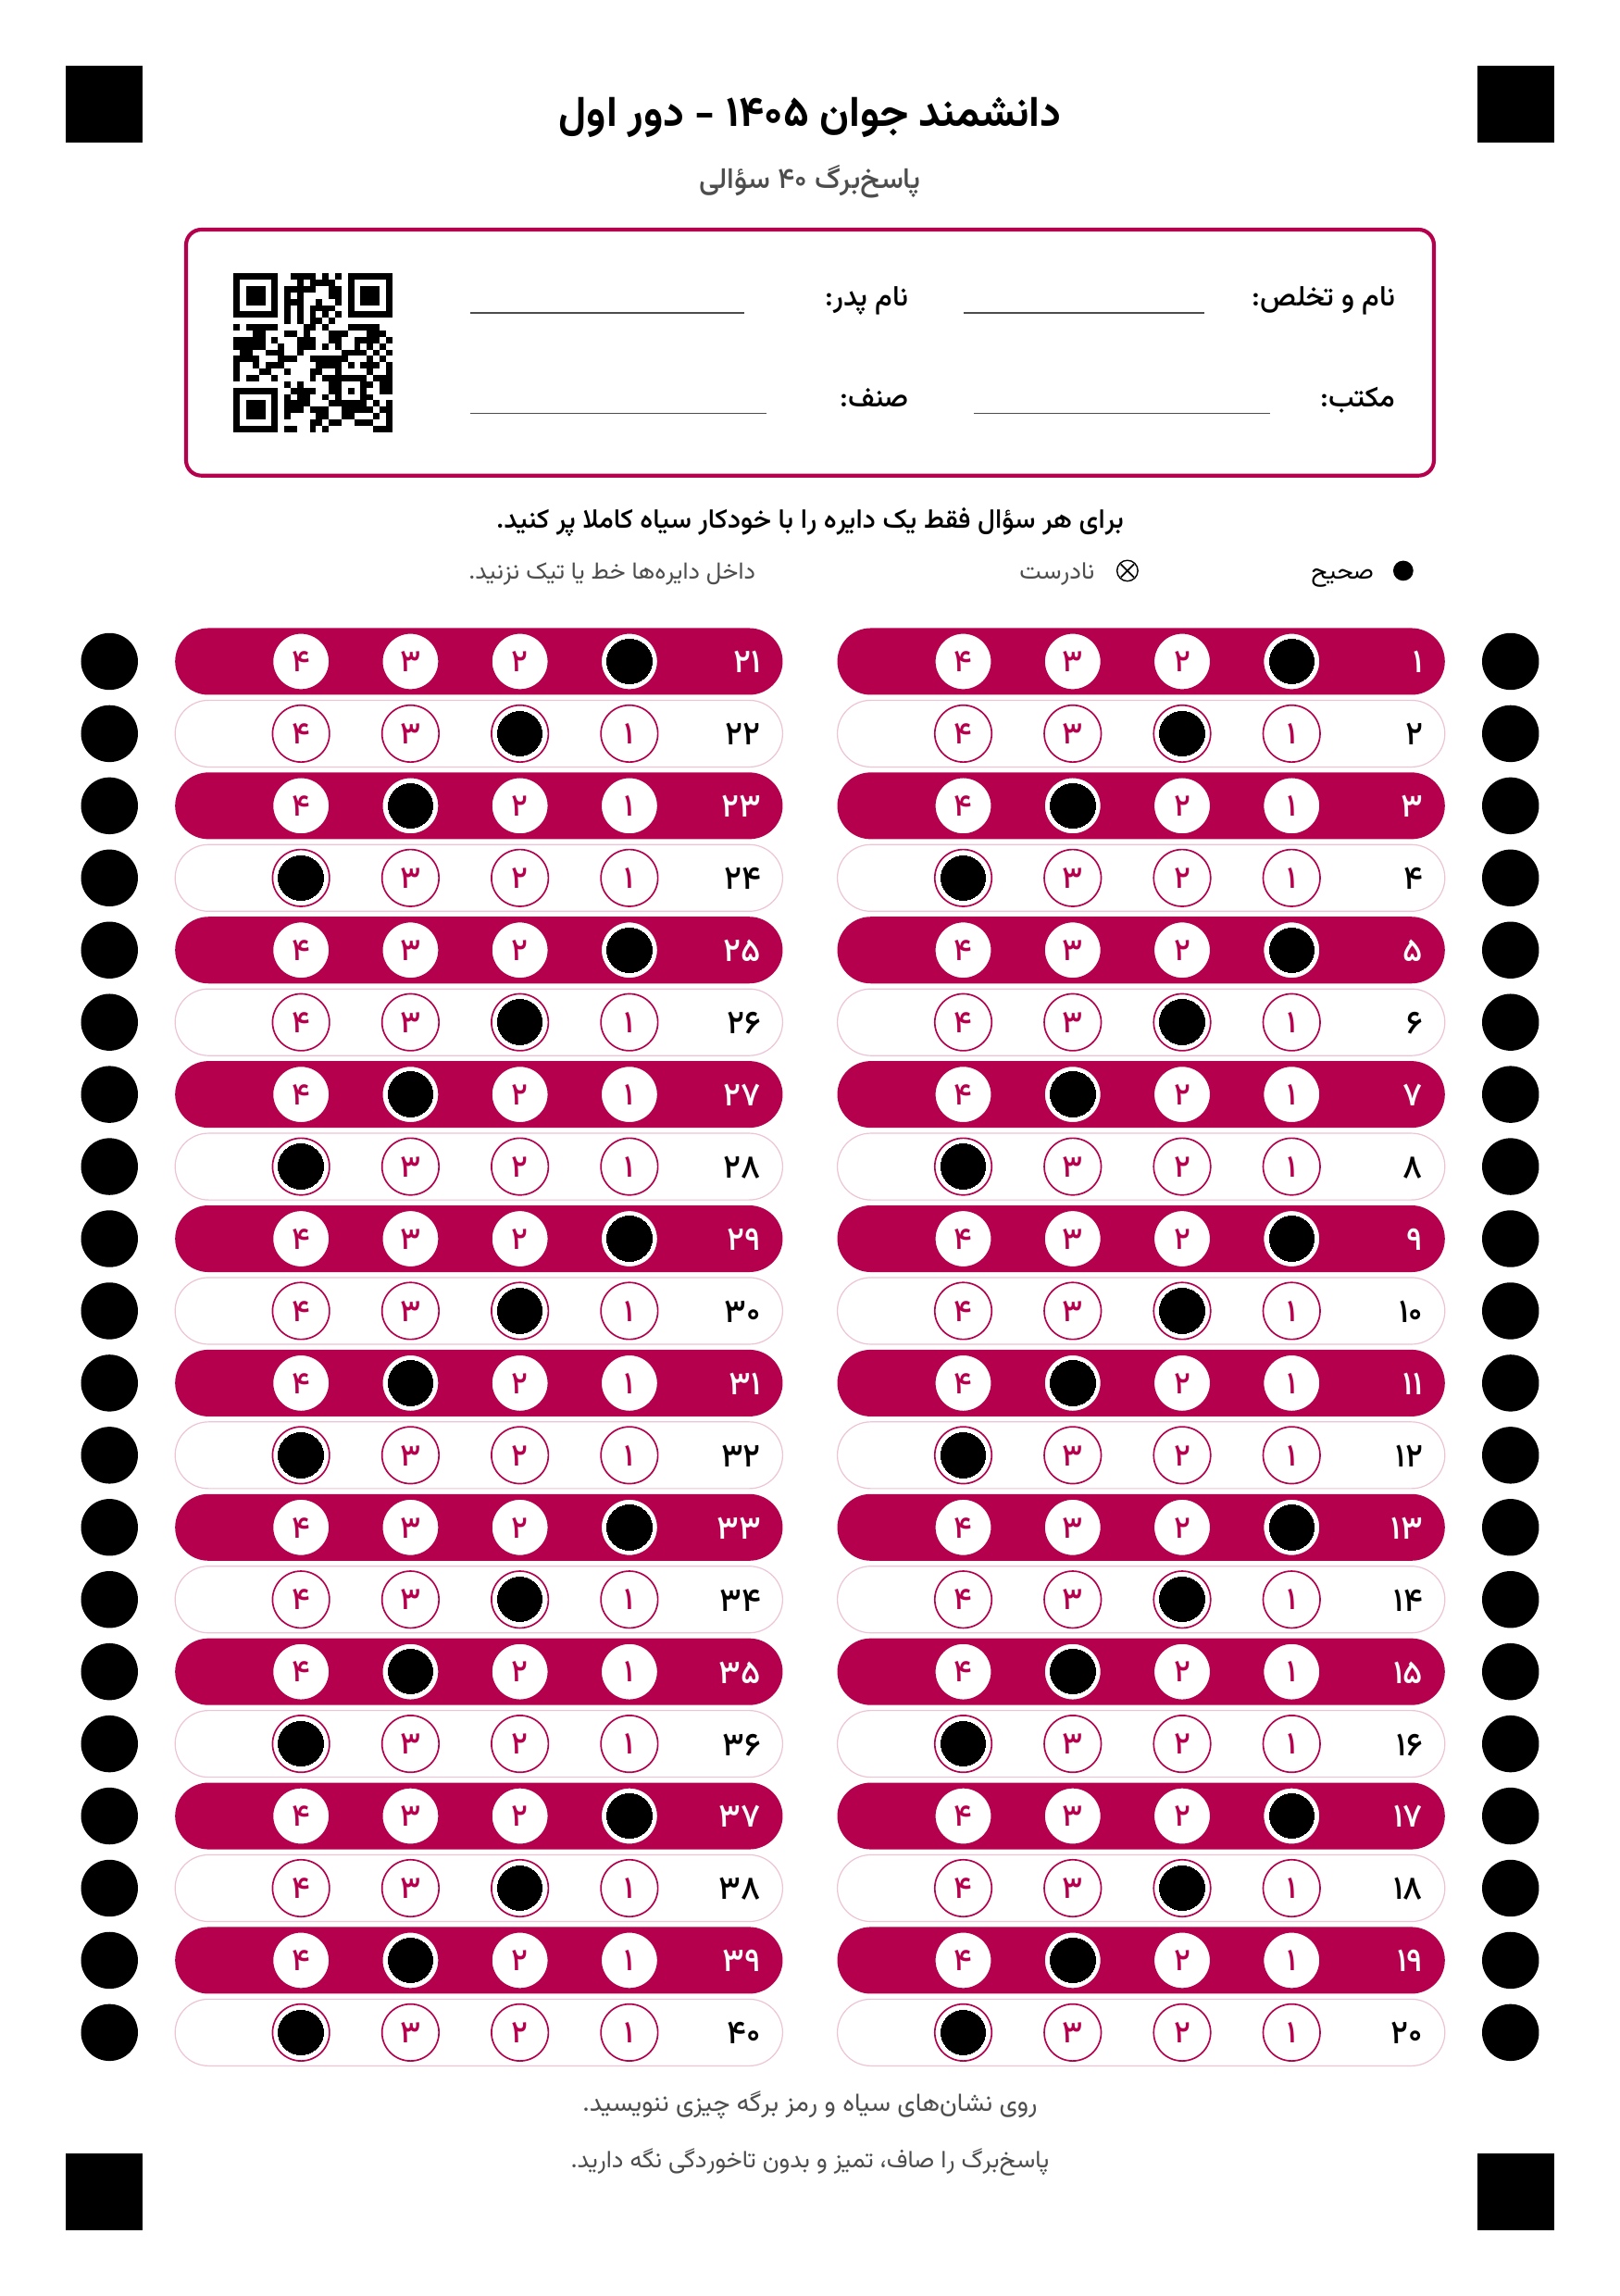 دانشمند جوان ۱۴۰۵ - دور اول
پاسخ‌برگ ۴۰ سؤالی
نام و تخلص:
نام پدر:
مکتب:
صنف:
برای هر سؤال فقط یک دایره را با خودکار سیاه کاملا پر کنید.
صحیح
نادرست
داخل دایره‌ها خط یا تیک نزنید.
۱ ۲ ۳ ۴
۲ ۱ ۳ ۴
۳ ۱ ۲ ۴
۴ ۱ ۲ ۳
۵ ۲ ۳ ۴
۶ ۱ ۳ ۴
۷ ۱ ۲ ۴
۸ ۱ ۲ ۳
۹ ۲ ۳ ۴
۱۰ ۱ ۳ ۴
۱۱ ۱ ۲ ۴
۱۲ ۱ ۲ ۳
۱۳ ۲ ۳ ۴
۱۴ ۱ ۳ ۴
۱۵ ۱ ۲ ۴
۱۶ ۱ ۲ ۳
۱۷ ۲ ۳ ۴
۱۸ ۱ ۳ ۴
۱۹ ۱ ۲ ۴
۲۰ ۱ ۲ ۳
۲۱ ۲ ۳ ۴
۲۲ ۱ ۳ ۴
۲۳ ۱ ۲ ۴
۲۴ ۱ ۲ ۳
۲۵ ۲ ۳ ۴
۲۶ ۱ ۳ ۴
۲۷ ۱ ۲ ۴
۲۸ ۱ ۲ ۳
۲۹ ۲ ۳ ۴
۳۰ ۱ ۳ ۴
۳۱ ۱ ۲ ۴
۳۲ ۱ ۲ ۳
۳۳ ۲ ۳ ۴
۳۴ ۱ ۳ ۴
۳۵ ۱ ۲ ۴
۳۶ ۱ ۲ ۳
۳۷ ۲ ۳ ۴
۳۸ ۱ ۳ ۴
۳۹ ۱ ۲ ۴
۴۰ ۱ ۲ ۳
روی نشان‌های سیاه و رمز برگه چیزی ننویسید.
پاسخ‌برگ را صاف، تمیز و بدون تاخوردگی نگه دارید.